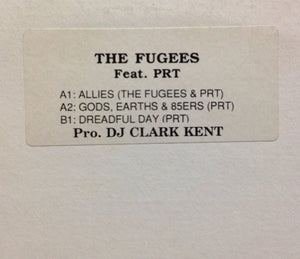 THE FUGEES
Feat. PRT
A1: ALLIES (THE FUGEES & PRT)
A2: GODS, EARTHS & 85ERS (PRT)
B1: DREADFUL DAY (PRT)
Pro. DJ CLARK KENT